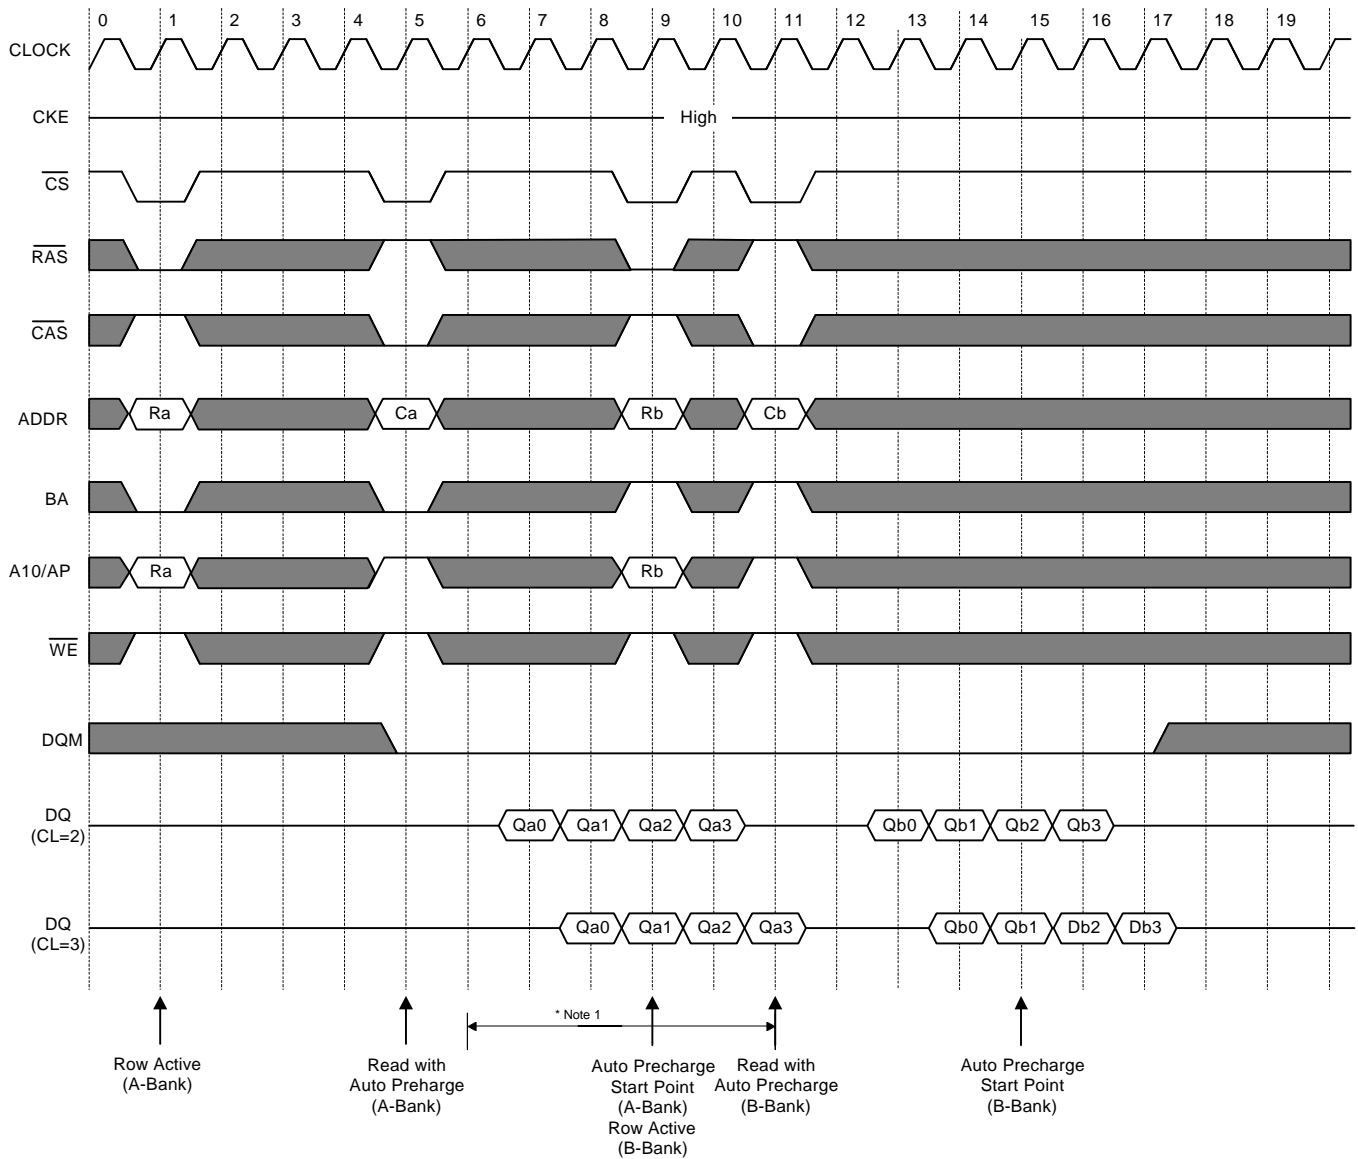 0 1 2 3 4 5 6 7 8 9 10 11 12 13 14 15 16 17 18 19
CLOCK
CKE High
CS
RAS
CAS
ADDR Ra Ca Rb Cb
BA
A10/AP Ra Rb
WE
DQM
DQ
(CL=2)
Qa0 Qa1 Qa2 Qa3 Qb0 Qb1 Qb2 Qb3
DQ
(CL=3)
Qa0 Qa1 Qa2 Qa3 Qb0 Qb1 Db2 Db3
* Note 1
Row Active
(A-Bank)
Read with
Auto Preharge
(A-Bank)
Auto Precharge
Start Point
(A-Bank)
Row Active
(B-Bank)
Read with
Auto Precharge
(B-Bank)
Auto Precharge
Start Point
(B-Bank)